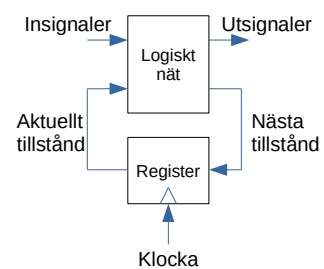 Insignaler
Utsignaler
Logiskt
nät
Aktuellt
tillstånd
Nästa
tillstånd
Register
Klocka